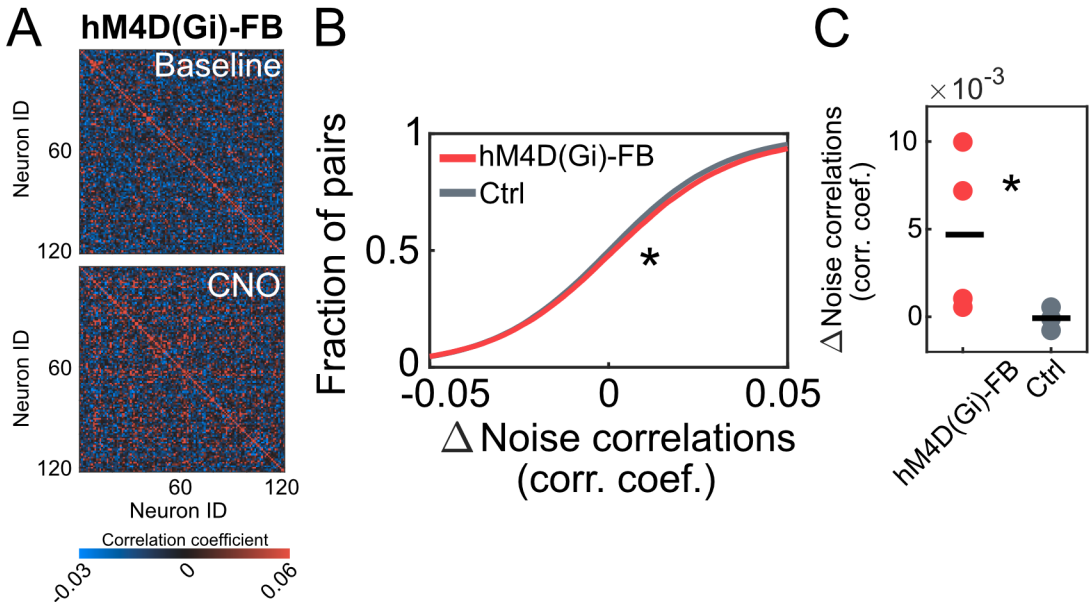 A
hM4D(Gi)-FB
Baseline
Neuron ID
60
120
CNO
Neuron ID
60
120
60
120
Neuron ID
Correlation coefficient
-0.03
0
0.06
B
Fraction of pairs
1
0.5
0
hM4D(Gi)-FB
Ctrl
*
-0.05
0
0.05
Δ Noise correlations
(corr. coef.)
C
×10-3
Δ Noise correlations
(corr. coef.)
10
5
0
*
hM4D(Gi)-FB
Ctrl